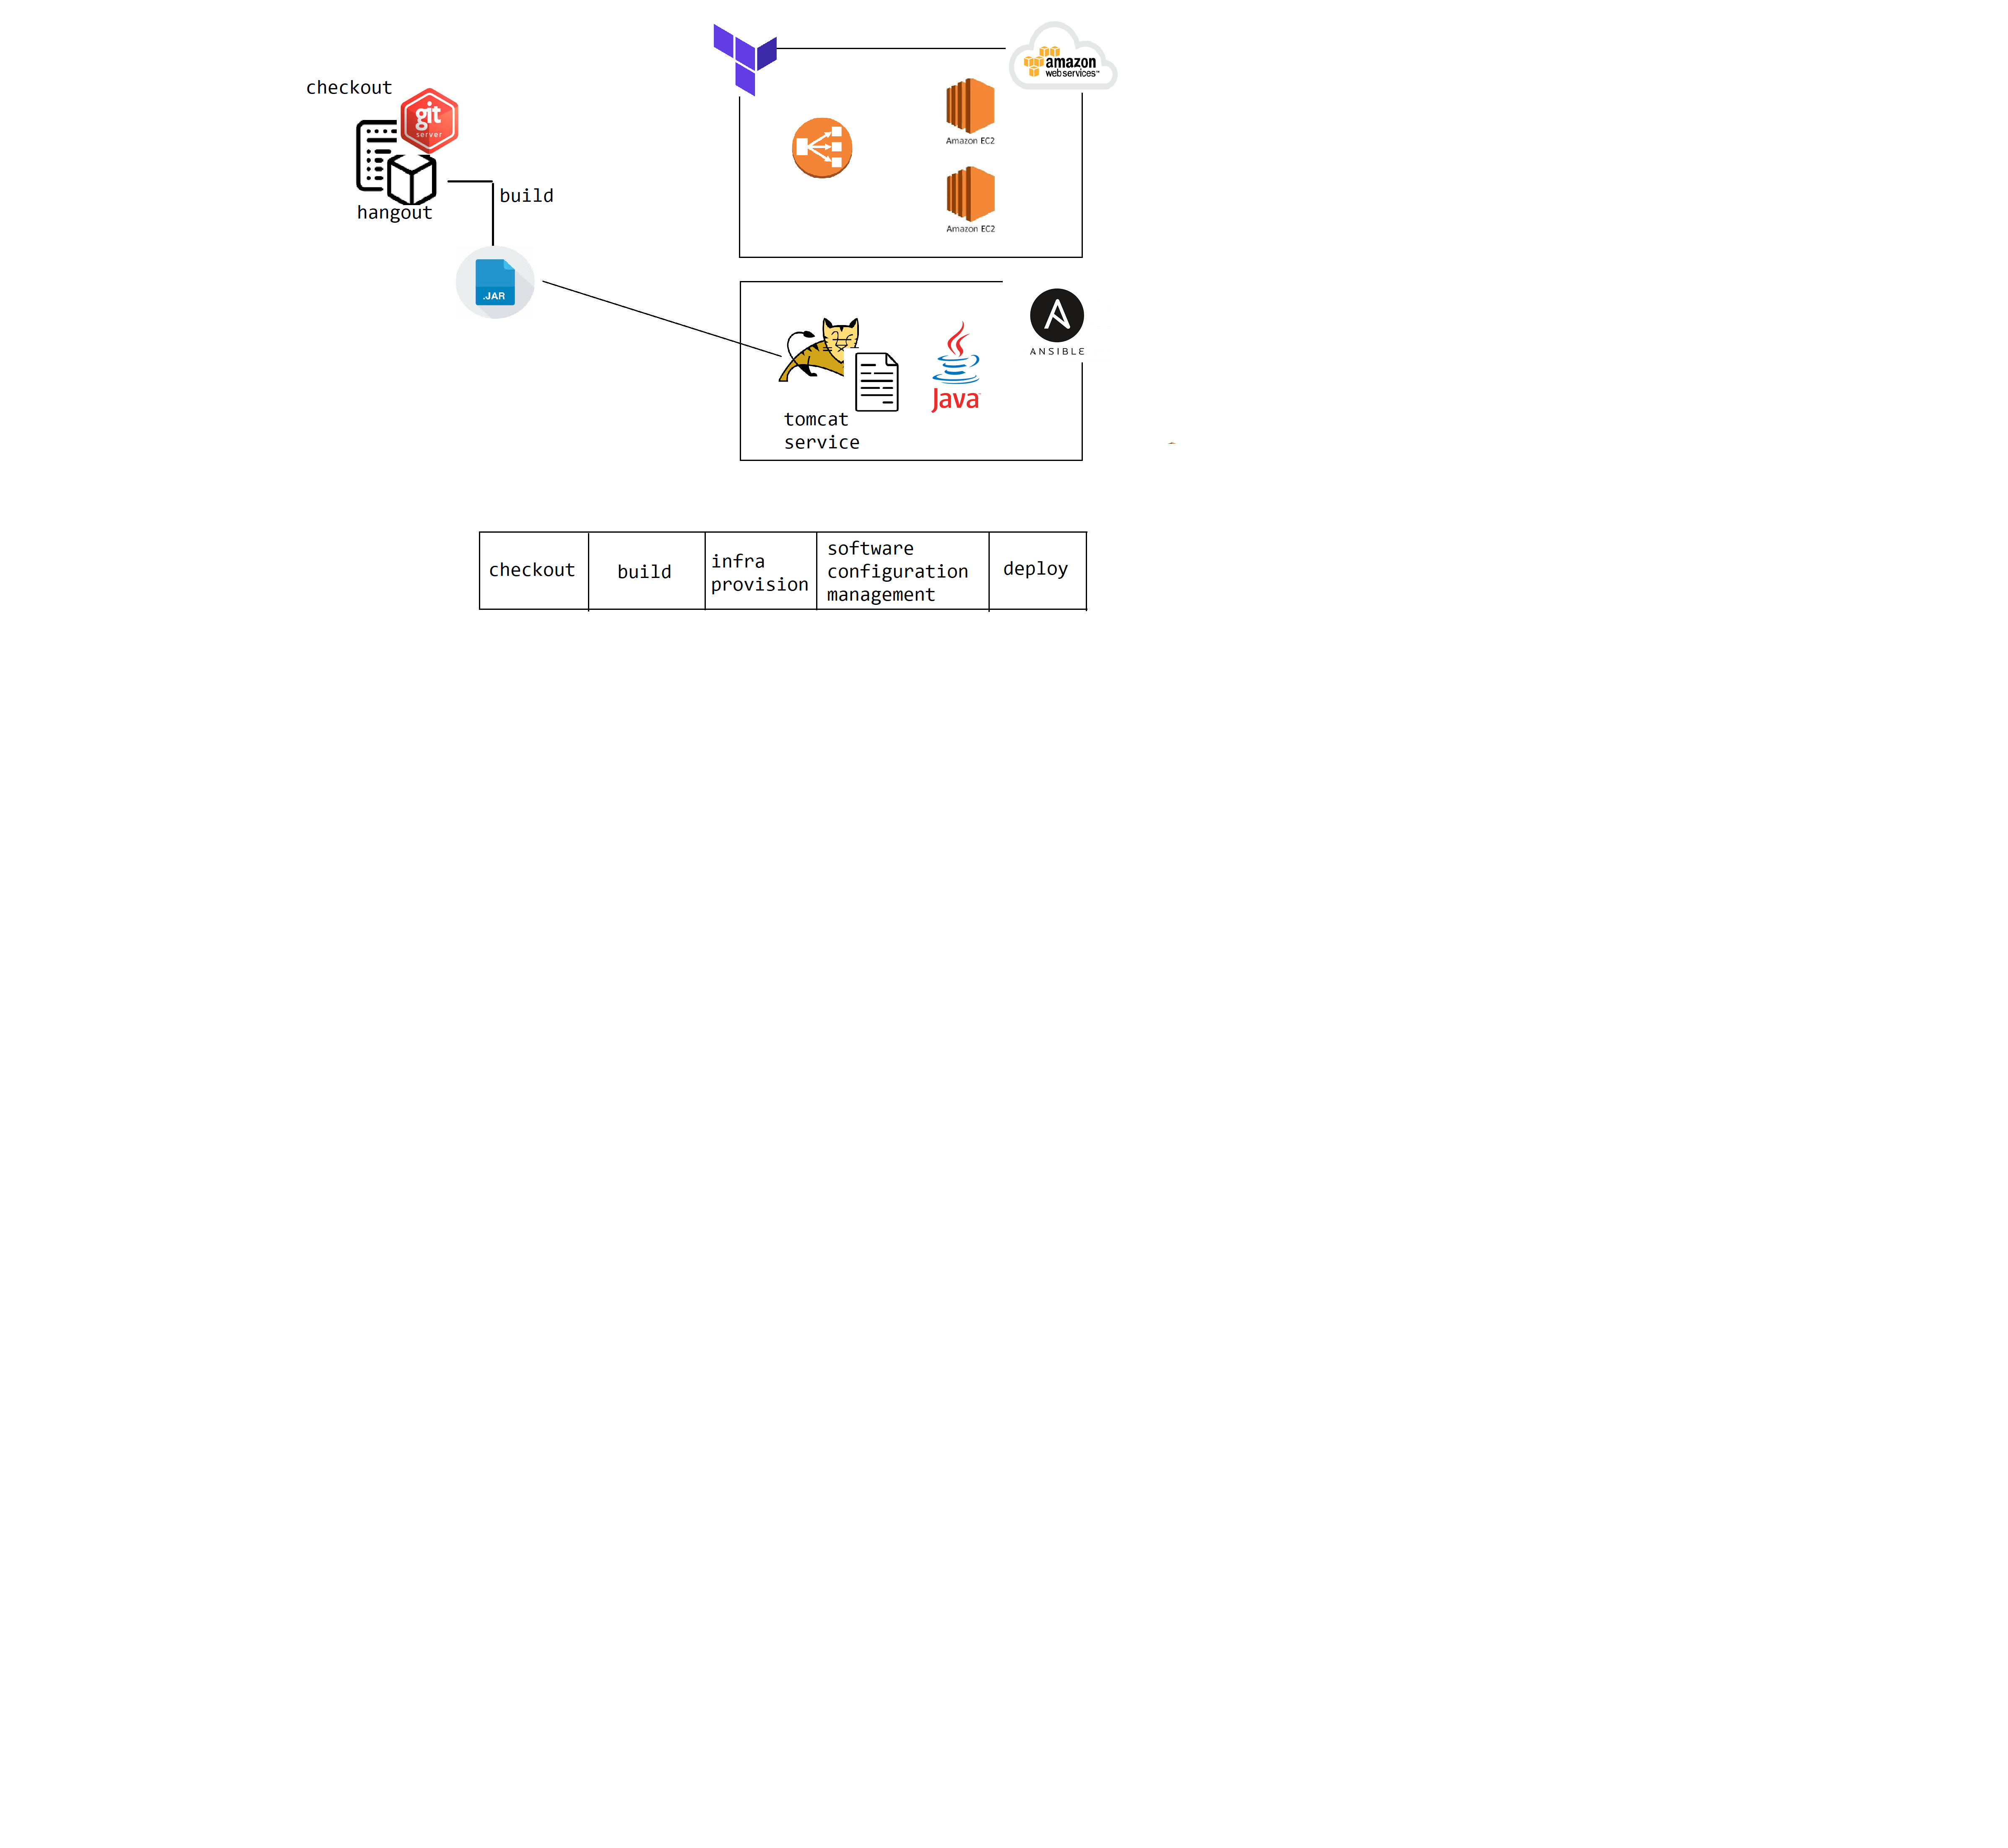 checkout
git
server
hangout
build
.JAR
amazon
web services™
Amazon EC2
Amazon EC2
tomcat
service
Java
ANSIBLE
checkout
build
infra
provision
software
configuration
management
deploy